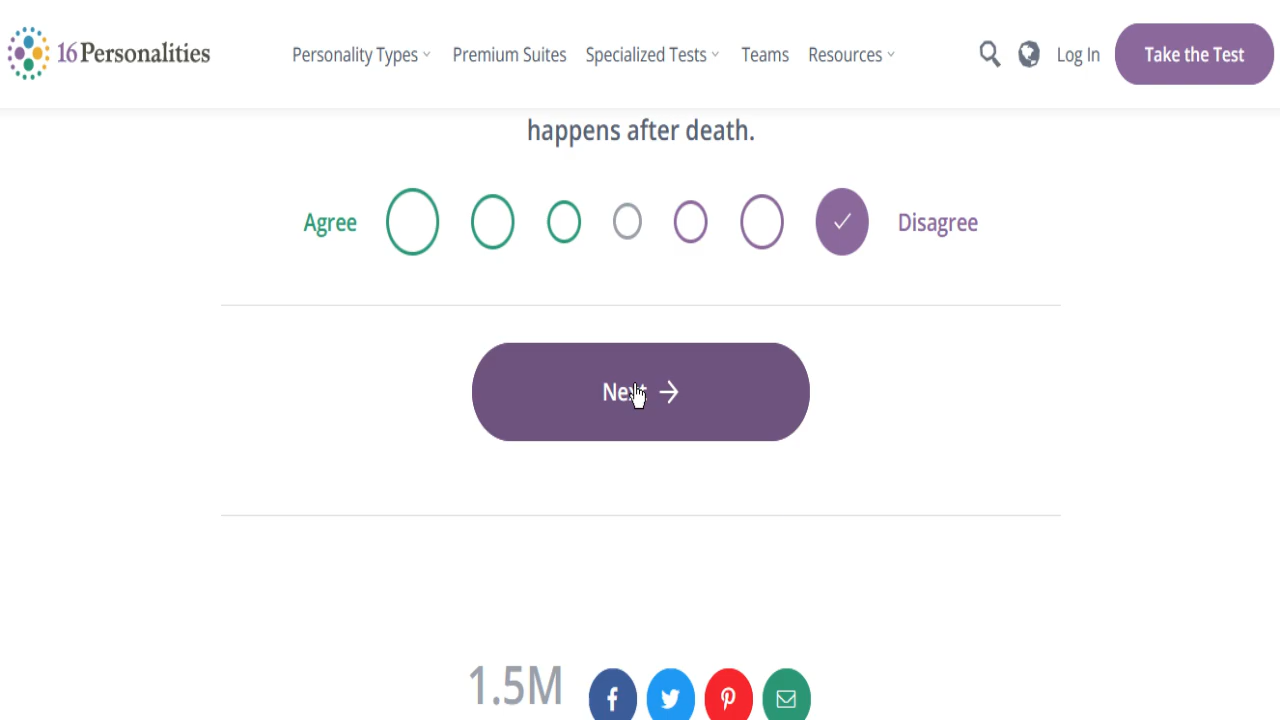 16Personalities
Personality Types
Premium Suites
Specialized Tests
Teams
Resources
Log In
Take the Test
happens after death.
Agree
Disagree
Next
1.5M